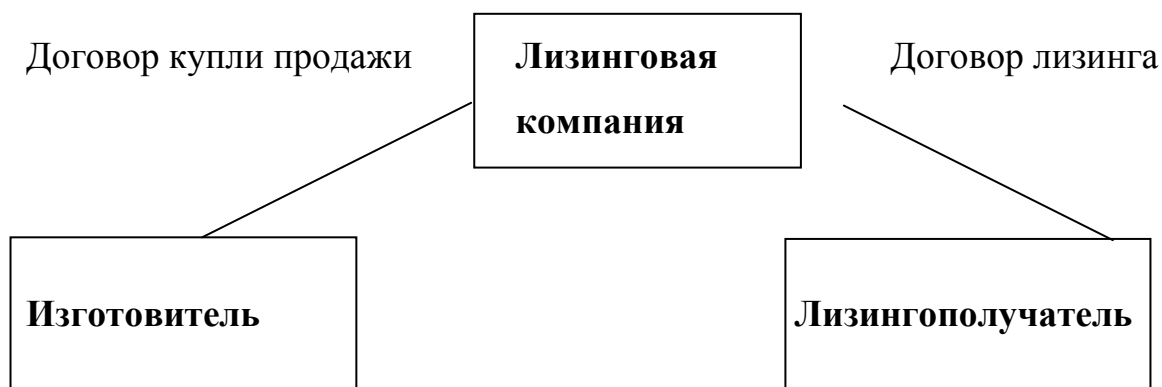 Договор купли продажи
Лизинговая
компания
Договор лизинга
Изготовитель
Лизингополучатель